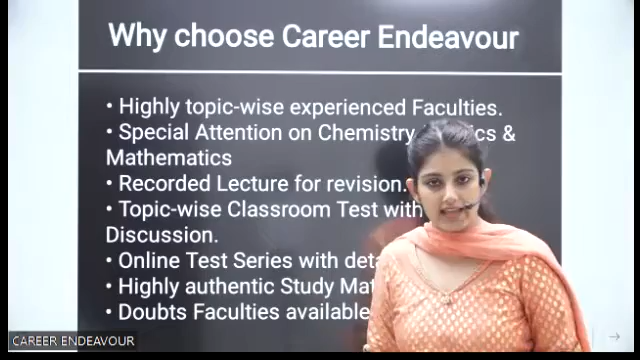 Why choose Career Endeavour
• Highly topic-wise experienced Faculties.
• Special Attention on Chemistry &
Mathematics
• Recorded Lecture for revision.
• Topic-wise Classroom Test with
Discussion.
• Online Test Series with
• Highly authentic Study
• Doubts Faculties available
CAREER ENDEAVOUR